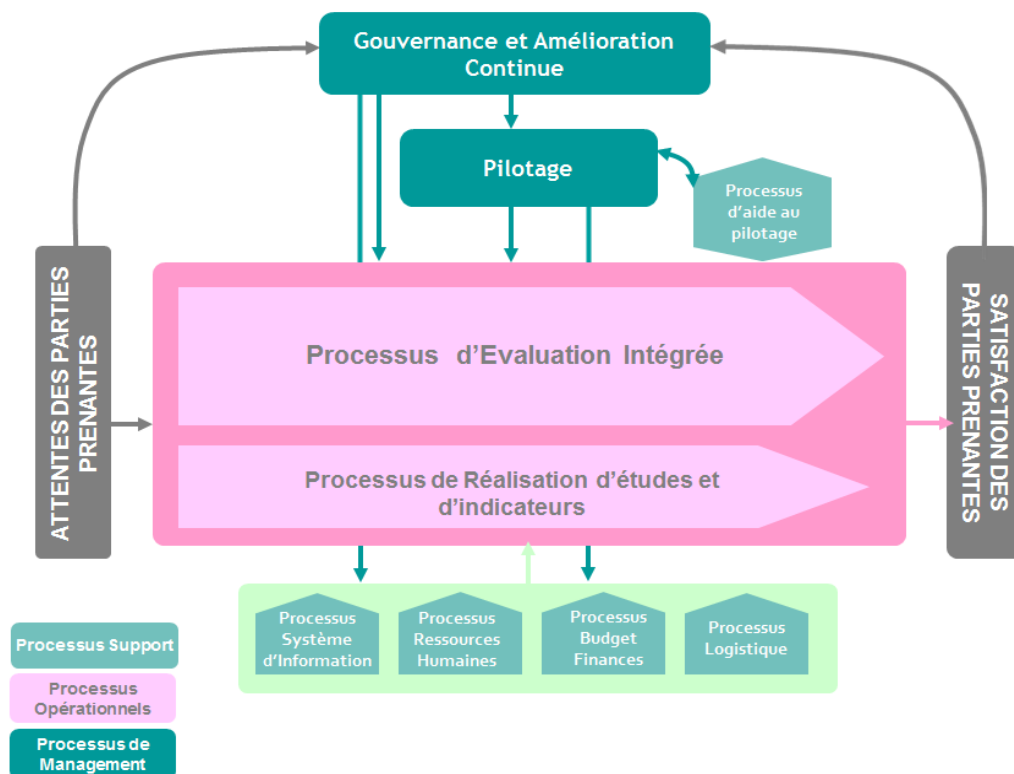 Gouvernance et Amélioration
Continue
Pilotage
Processus
d'aide au
pilotage
ATTENTES DES PARTIES
PRENANTES
Processus d'Evaluation Intégrée
Processus de Réalisation d'études et
d'indicateurs
SATISFACTION DES
PARTIES PRENANTES
Processus
Système
d'Information
Processus
Ressources
Humaines
Processus
Budget
Finances
Processus
Logistique
Processus Support
Processus
Opérationnels
Processus de
Management